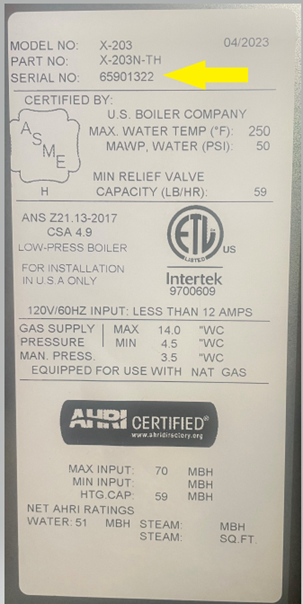 MODEL NO: X-203 04/2023
PART NO: X-203N-TH
SERIAL NO: 65901322
CERTIFIED BY:
U.S. BOILER COMPANY
ASME
MAX. WATER TEMP (°F): 250
MAWP, WATER (PSI): 50
MIN RELIEF VALVE
H CAPACITY (LB/HR): 59
ANS Z21.13-2017
CSA 4.9
LOW-PRESS BOILER
ETL US
LISTED
FOR INSTALLATION
IN U.S.A ONLY
Intertek
9700609
120V/60HZ INPUT: LESS THAN 12 AMPS
GAS SUPPLY MAX 14.0 "WC
PRESSURE MIN 4.5 "WC
MAN. PRESS. 3.5 "WC
EQUIPPED FOR USE WITH NAT GAS
AHRI CERTIFIED®
www.ahridirectory.org
MAX INPUT: 70 MBH
MIN INPUT: MBH
HTG.CAP: 59 MBH
NET AHRI RATINGS
WATER: 51 MBH STEAM: MBH
STEAM: SQ.FT.